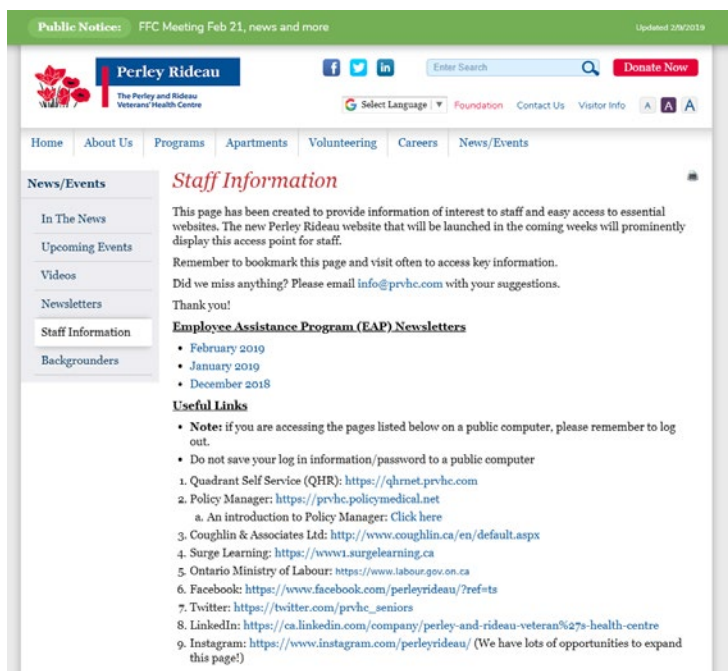 Public Notice: FFC Meeting Feb 21, news and more Updated 2/9/2019
Perley Rideau
The Perley and Rideau
Veterans' Health Centre
Enter Search
Donate Now
Select Language ▼ Foundation Contact Us Visitor Info A A A
Home About Us Programs Apartments Volunteering Careers News/Events
News/Events
In The News
Upcoming Events
Videos
Newsletters
Staff Information
Backgrounders
Staff Information
This page has been created to provide information of interest to staff and easy access to essential
websites. The new Perley Rideau website that will be launched in the coming weeks will prominently
display this access point for staff.
Remember to bookmark this page and visit often to access key information.
Did we miss anything? Please email info@prvhc.com with your suggestions.
Thank you!
Employee Assistance Program (EAP) Newsletters
• February 2019
• January 2019
• December 2018
Useful Links
• Note: if you are accessing the pages listed below on a public computer, please remember to log
out.
• Do not save your log in information/password to a public computer
1. Quadrant Self Service (QHR): https://qhrnet.prvhc.com
2. Policy Manager: https://prvhc.policymedical.net
a. An introduction to Policy Manager: Click here
3. Coughlin & Associates Ltd: http://www.coughlin.ca/en/default.aspx
4. Surge Learning: https://www1.surgelearning.ca
5. Ontario Ministry of Labour: https://www.labour.gov.on.ca
6. Facebook: https://www.facebook.com/perleyrideau/?ref=ts
7. Twitter: https://twitter.com/prvhc_seniors
8. LinkedIn: https://ca.linkedin.com/company/perley-and-rideau-veteran%27s-health-centre
9. Instagram: https://www.instagram.com/perleyrideau/ (We have lots of opportunities to expand
this page!)